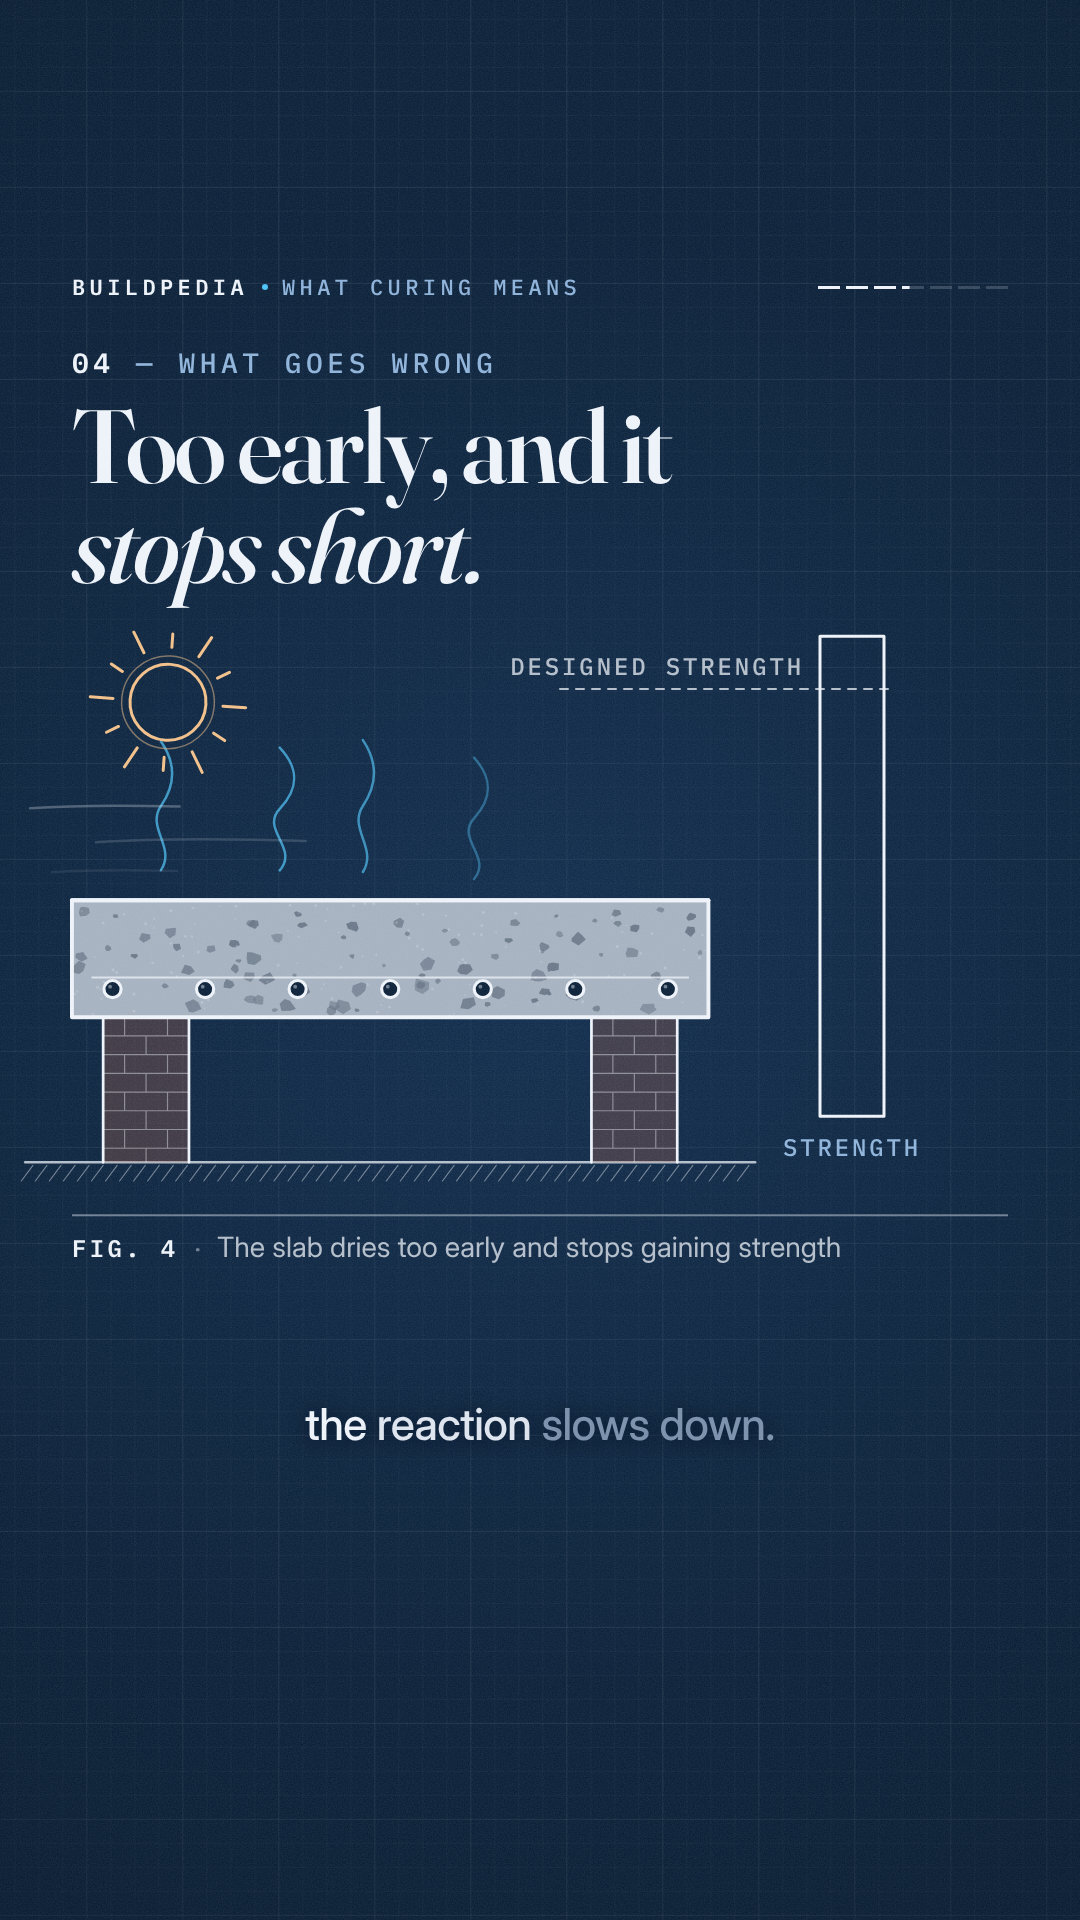 BUILDPEDIA • WHAT CURING MEANS
04 — WHAT GOES WRONG
Too early, and it
stops short.
DESIGNED STRENGTH
STRENGTH
FIG. 4 · The slab dries too early and stops gaining strength
the reaction slows down.